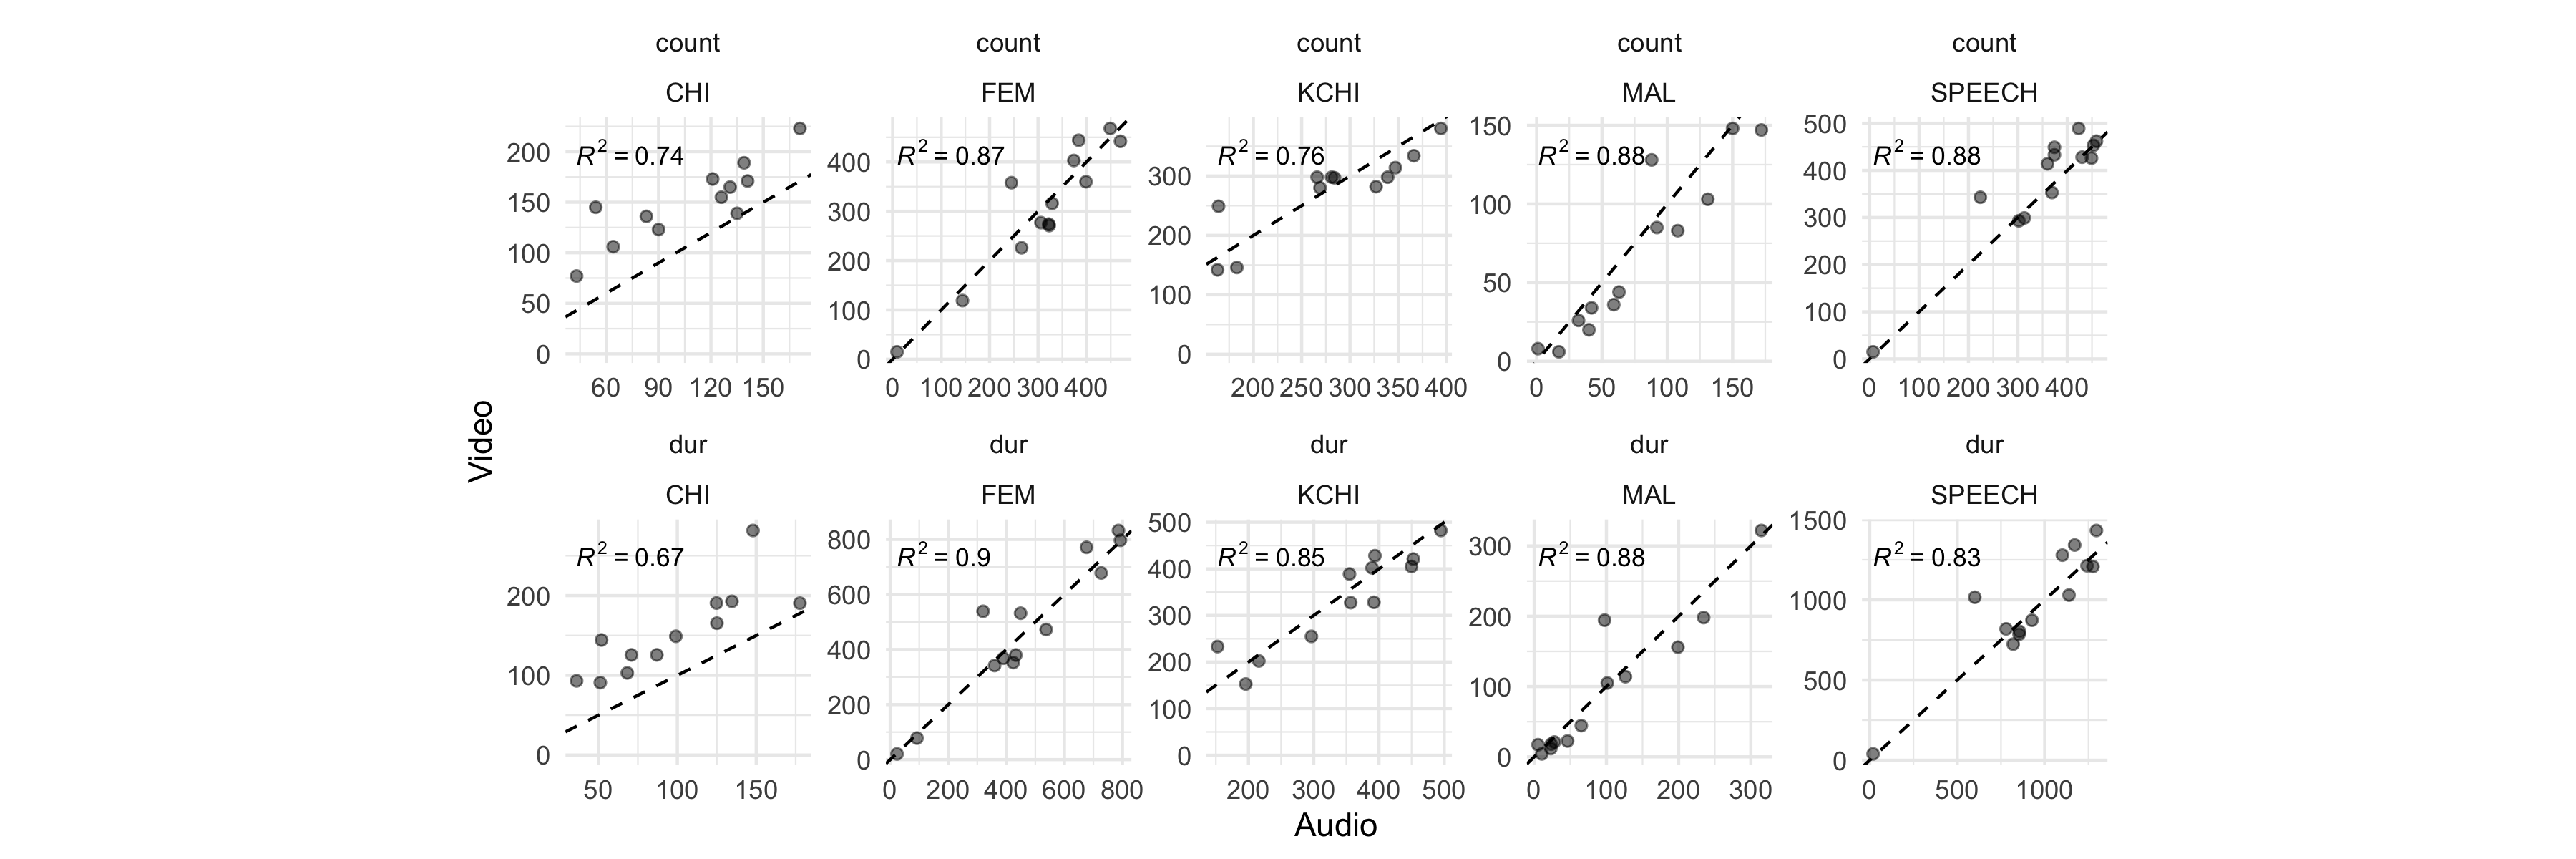 count count count count count
CHI FEM KCHI MAL SPEECH
R² = 0.74 R² = 0.87 R² = 0.76 R² = 0.88 R² = 0.88
200
150
100
50
0
60 90 120 150
400
300
200
100
0
0 100 200 300 400
300
200
100
0
200 250 300 350 400
150
100
50
0
0 50 100 150
500
400
300
200
100
0
0 100 200 300 400
Video
dur dur dur dur dur
CHI FEM KCHI MAL SPEECH
R² = 0.67 R² = 0.9 R² = 0.85 R² = 0.88 R² = 0.83
200
100
0
50 100 150
800
600
400
200
0
0 200 400 600 800
500
400
300
200
100
0
200 300 400 500
300
200
100
0
0 100 200 300
1500
1000
500
0
0 500 1000
Audio